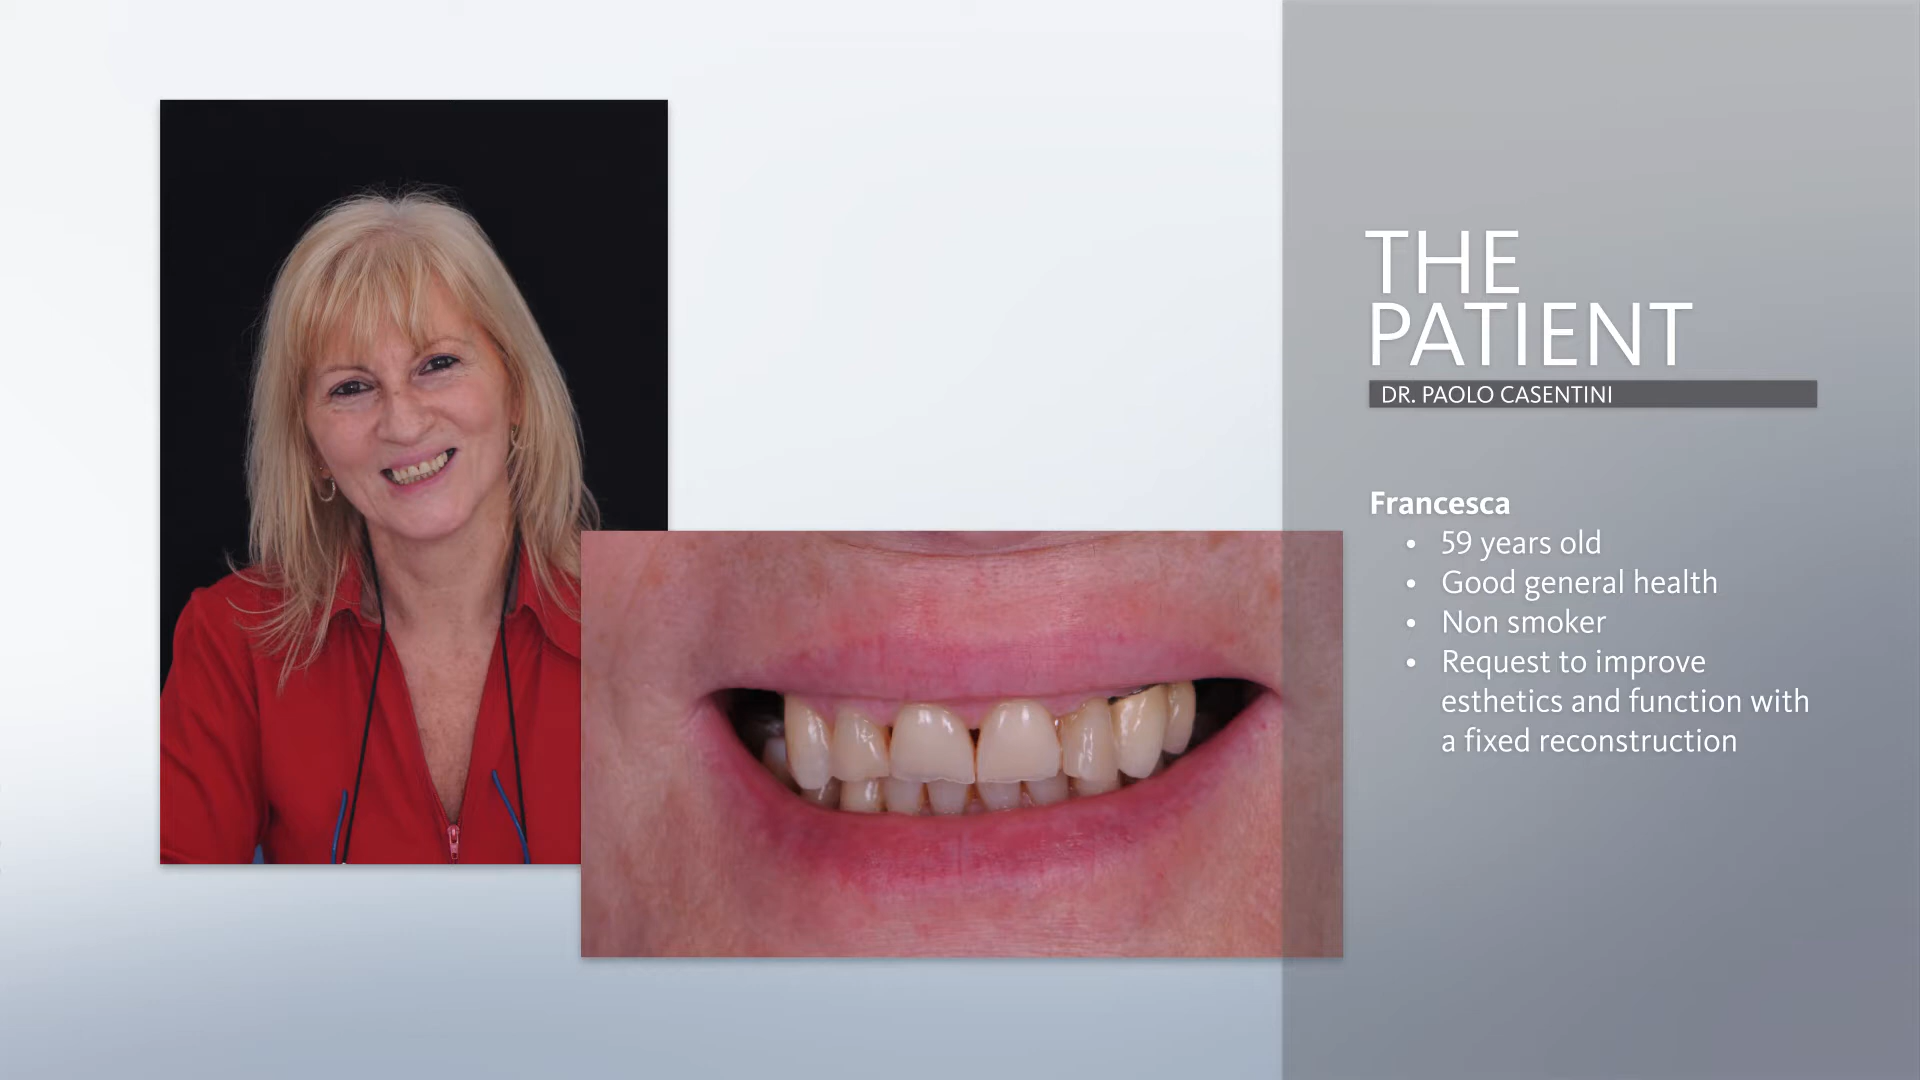 THE
PATIENT
DR. PAOLO CASENTINI
Francesca
• 59 years old
• Good general health
• Non smoker
• Request to improve
esthetics and function with
a fixed reconstruction